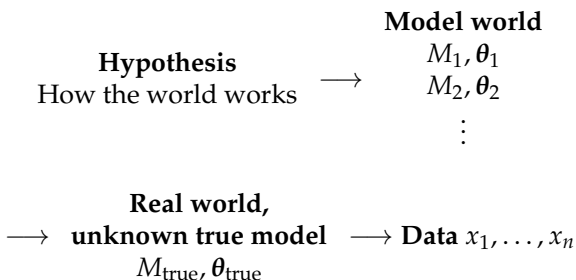 Hypothesis
How the world works
⟶
Model world
M₁, θ₁
M₂, θ₂
⋮
⟶
Real world,
unknown true model
M_true, θ_true
⟶ Data x₁, . . . , xₙ